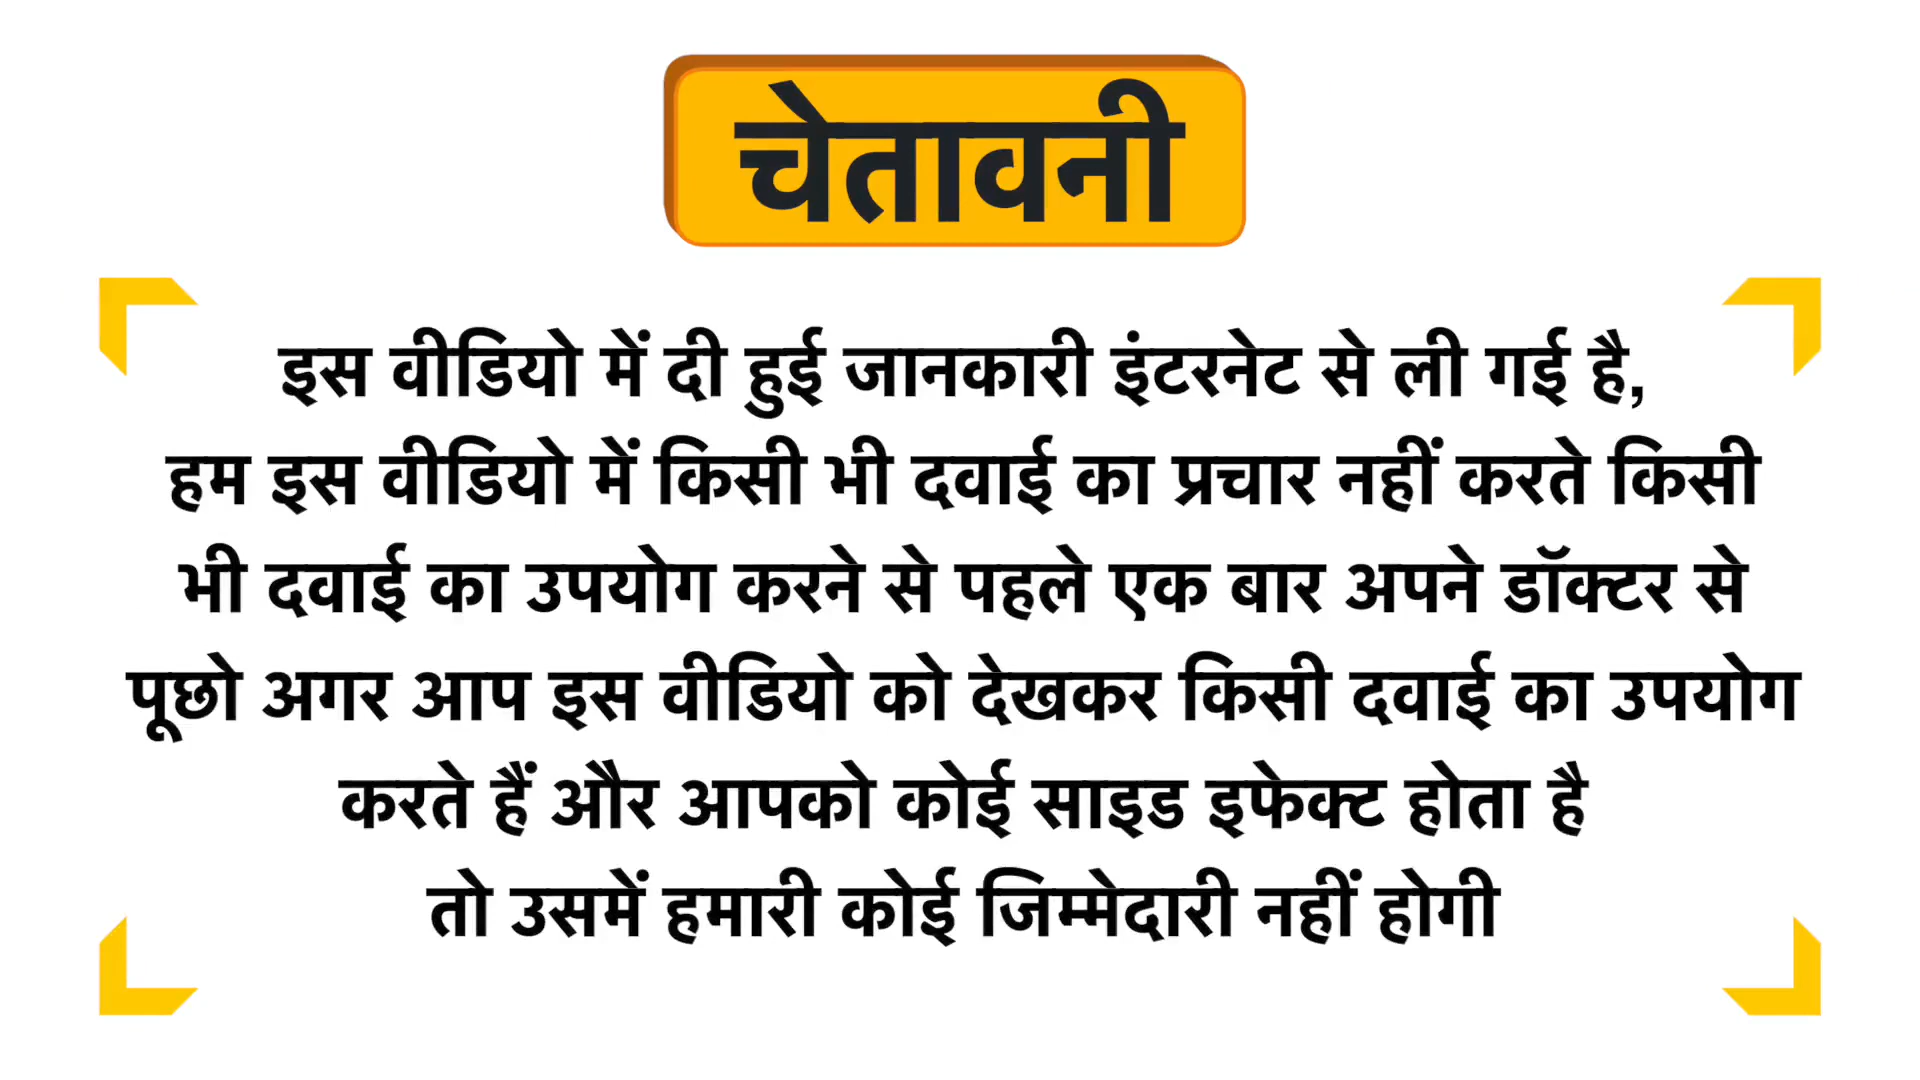 चेतावनी
इस वीडियो में दी हुई जानकारी इंटरनेट से ली गई है,
हम इस वीडियो में किसी भी दवाई का प्रचार नहीं करते किसी
भी दवाई का उपयोग करने से पहले एक बार अपने डॉक्टर से
पूछो अगर आप इस वीडियो को देखकर किसी दवाई का उपयोग
करते हैं और आपको कोई साइड इफेक्ट होता है
तो उसमें हमारी कोई जिम्मेदारी नहीं होगी